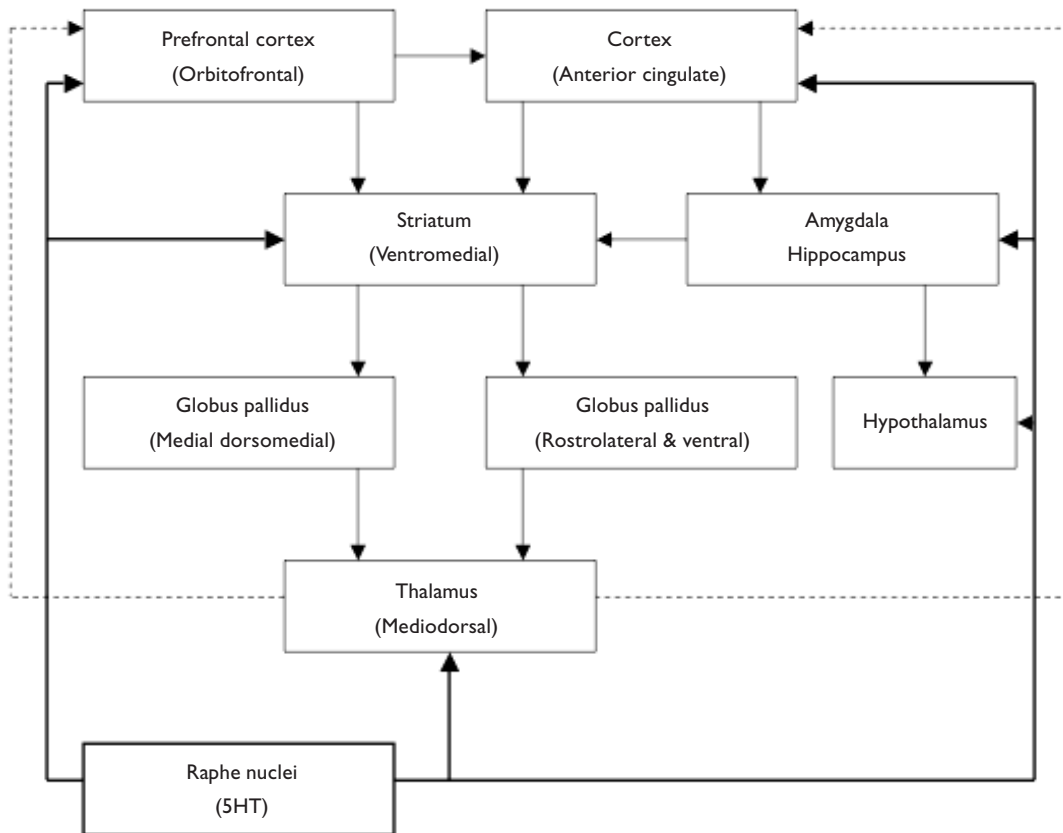 Prefrontal cortex
(Orbitofrontal)
Cortex
(Anterior cingulate)
Striatum
(Ventromedial)
Amygdala
Hippocampus
Globus pallidus
(Medial dorsomedial)
Globus pallidus
(Rostrolateral & ventral)
Hypothalamus
Thalamus
(Mediodorsal)
Raphe nuclei
(5HT)